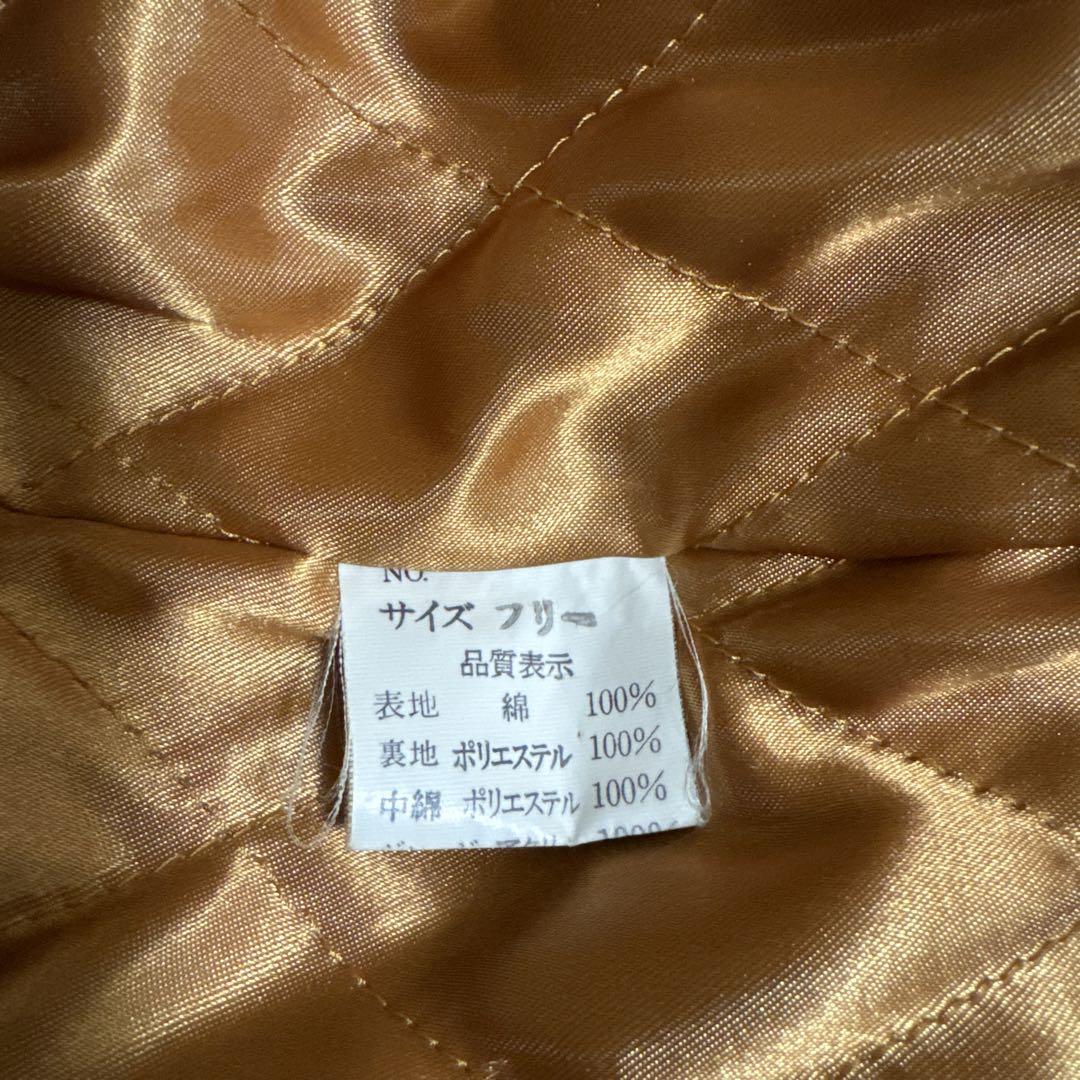 NO.
サイズ フリー
品質表示
表地 綿 100%
裏地 ポリエステル 100%
中綿 ポリエステル 100%